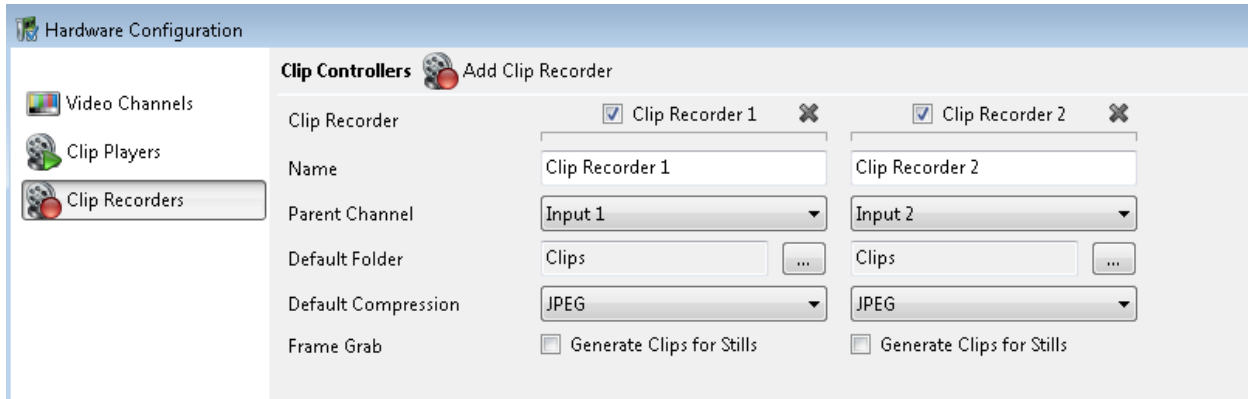 Hardware Configuration
Video Channels
Clip Players
Clip Recorders
Clip Controllers Add Clip Recorder
Clip Recorder Clip Recorder 1 Clip Recorder 2
Name Clip Recorder 1 Clip Recorder 2
Parent Channel Input 1 Input 2
Default Folder Clips ... Clips ...
Default Compression JPEG JPEG
Frame Grab Generate Clips for Stills Generate Clips for Stills